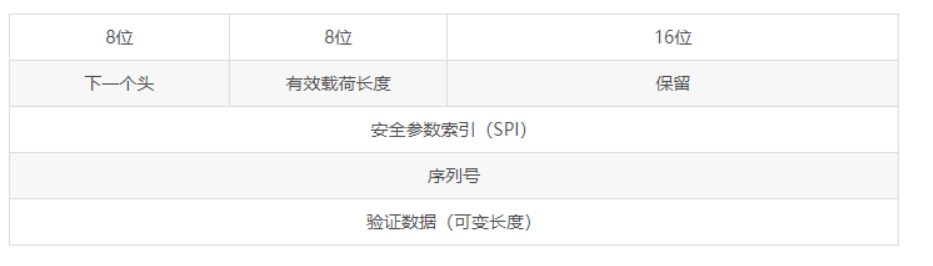 8位 8位 16位
下一个头 有效载荷长度 保留
安全参数索引（SPI）
序列号
验证数据（可变长度）